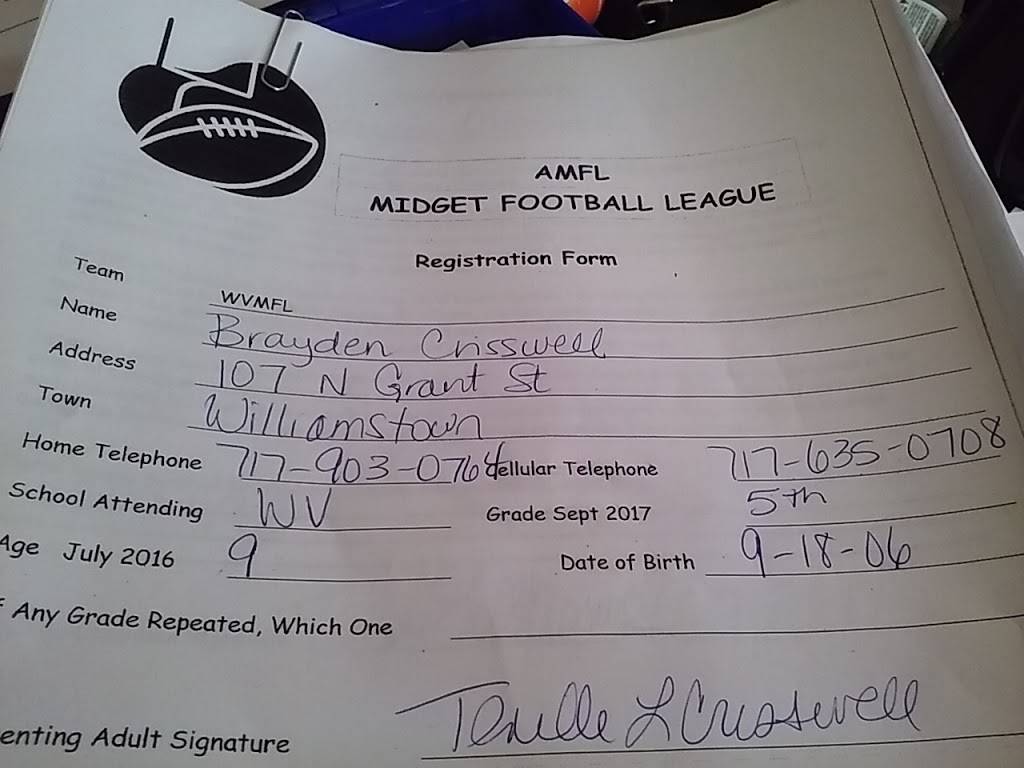 AMFL
MIDGET FOOTBALL LEAGUE
Registration Form
Team WVMFL
Name Brayden Crisswell
Address 107 N Grant St
Town Williamstown
Home Telephone 717-903-0764 Cellular Telephone 717-635-0708
School Attending WV Grade Sept 2017 5th
Age July 2016 9 Date of Birth 9-18-06
Any Grade Repeated, Which One
enting Adult Signature L Crisswell